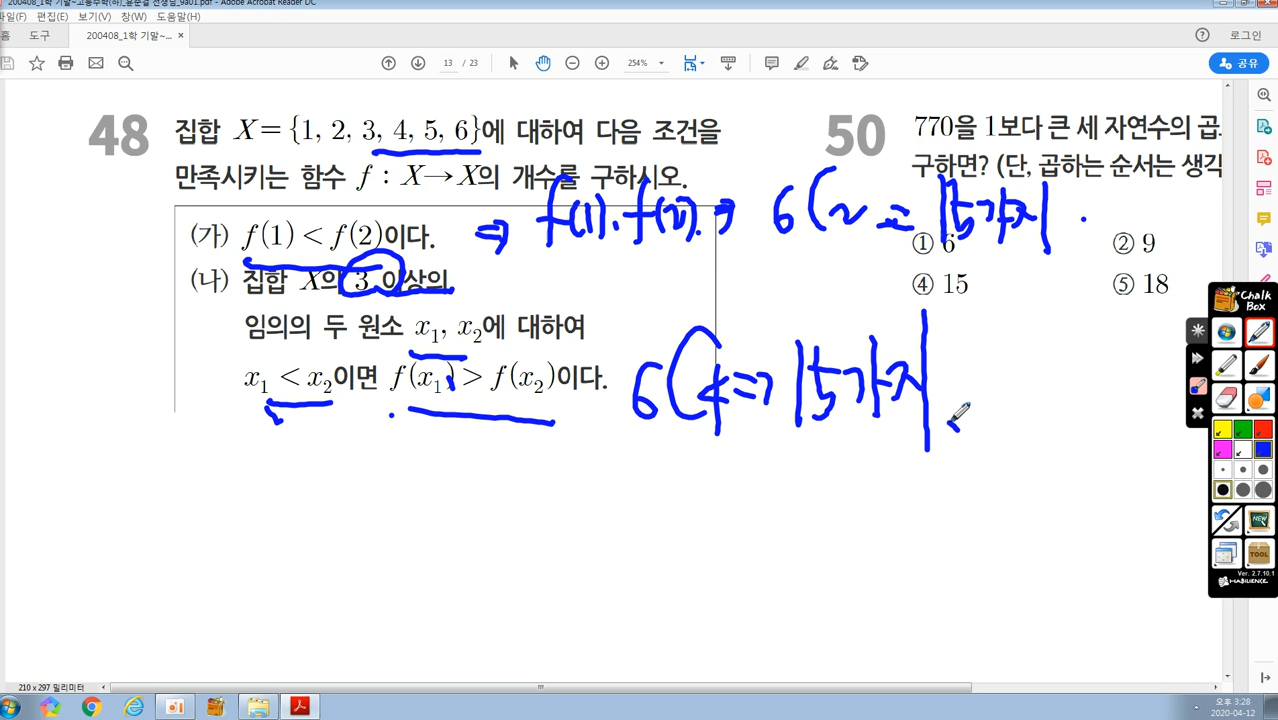 200408_1학 기말~고등수학(하)_윤순걸 선생님_9a01.pdf - Adobe Acrobat Reader DC
파일(F) 편집(E) 보기(V) 창(W) 도움말(H)
홈 도구 200408_1학 기말~... × 로그인
13 / 23 254% 공유
48 집합 X={1, 2, 3, 4, 5, 6}에 대하여 다음 조건을
만족시키는 함수 f : X→X의 개수를 구하시오.
(가) f(1)<f(2)이다.
(나) 집합 X의 3 이상의
임의의 두 원소 x₁, x₂에 대하여
x₁<x₂이면 f(x₁)>f(x₂)이다.
⇒ f(1), f(2). ⇒ 6C2 = 15가지.
6C4 = 15가지
50 770을 1보다 큰 세 자연수의 곱
구하면? (단, 곱하는 순서는 생각
① 6 ② 9
④ 15 ⑤ 18
Chalk Box
NEW
TOOL
Ver. 2.7.10.1
HABILIENCE
210 x 297 밀리미터
오후 3:28
2020-04-12